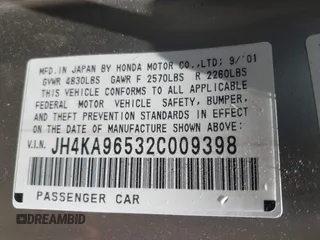 MFD.IN JAPAN BY HONDA MOTOR CO.,LTD; 9/'01
GVWR 4830LBS GAWR F 2570LBS R 2260LBS
THIS VEHICLE CONFORMS TO ALL APPLICABLE
FEDERAL MOTOR VEHICLE SAFETY, BUMPER,
AND THEFT PREVENTION STANDARDS IN EFFECT
ON THE DATE OF MANUFACTURE SHOWN ABOVE.
V.I.N. JH4KA96532C009398
PASSENGER CAR
DREAMBID